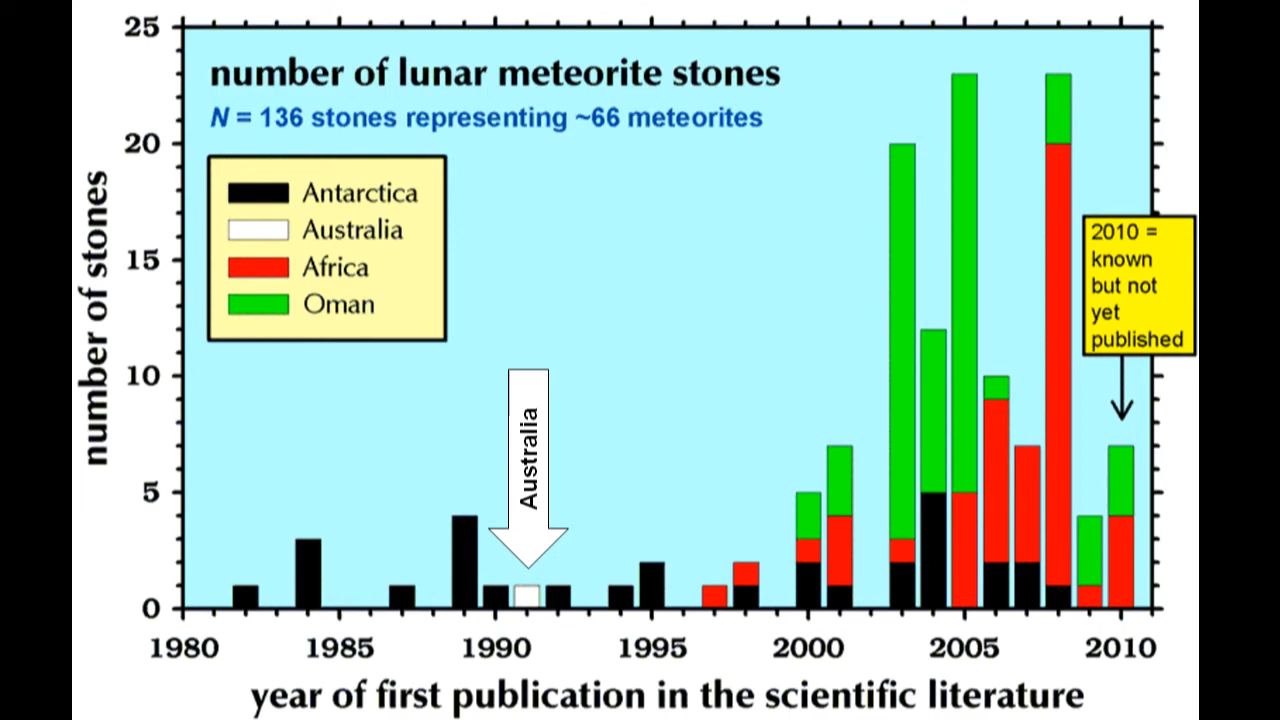 number of lunar meteorite stones
N = 136 stones representing ~66 meteorites
Antarctica
Australia
Africa
Oman
Australia
2010 =
known
but not
yet
published
number of stones
25
20
15
10
5
0
1980 1985 1990 1995 2000 2005 2010
year of first publication in the scientific literature